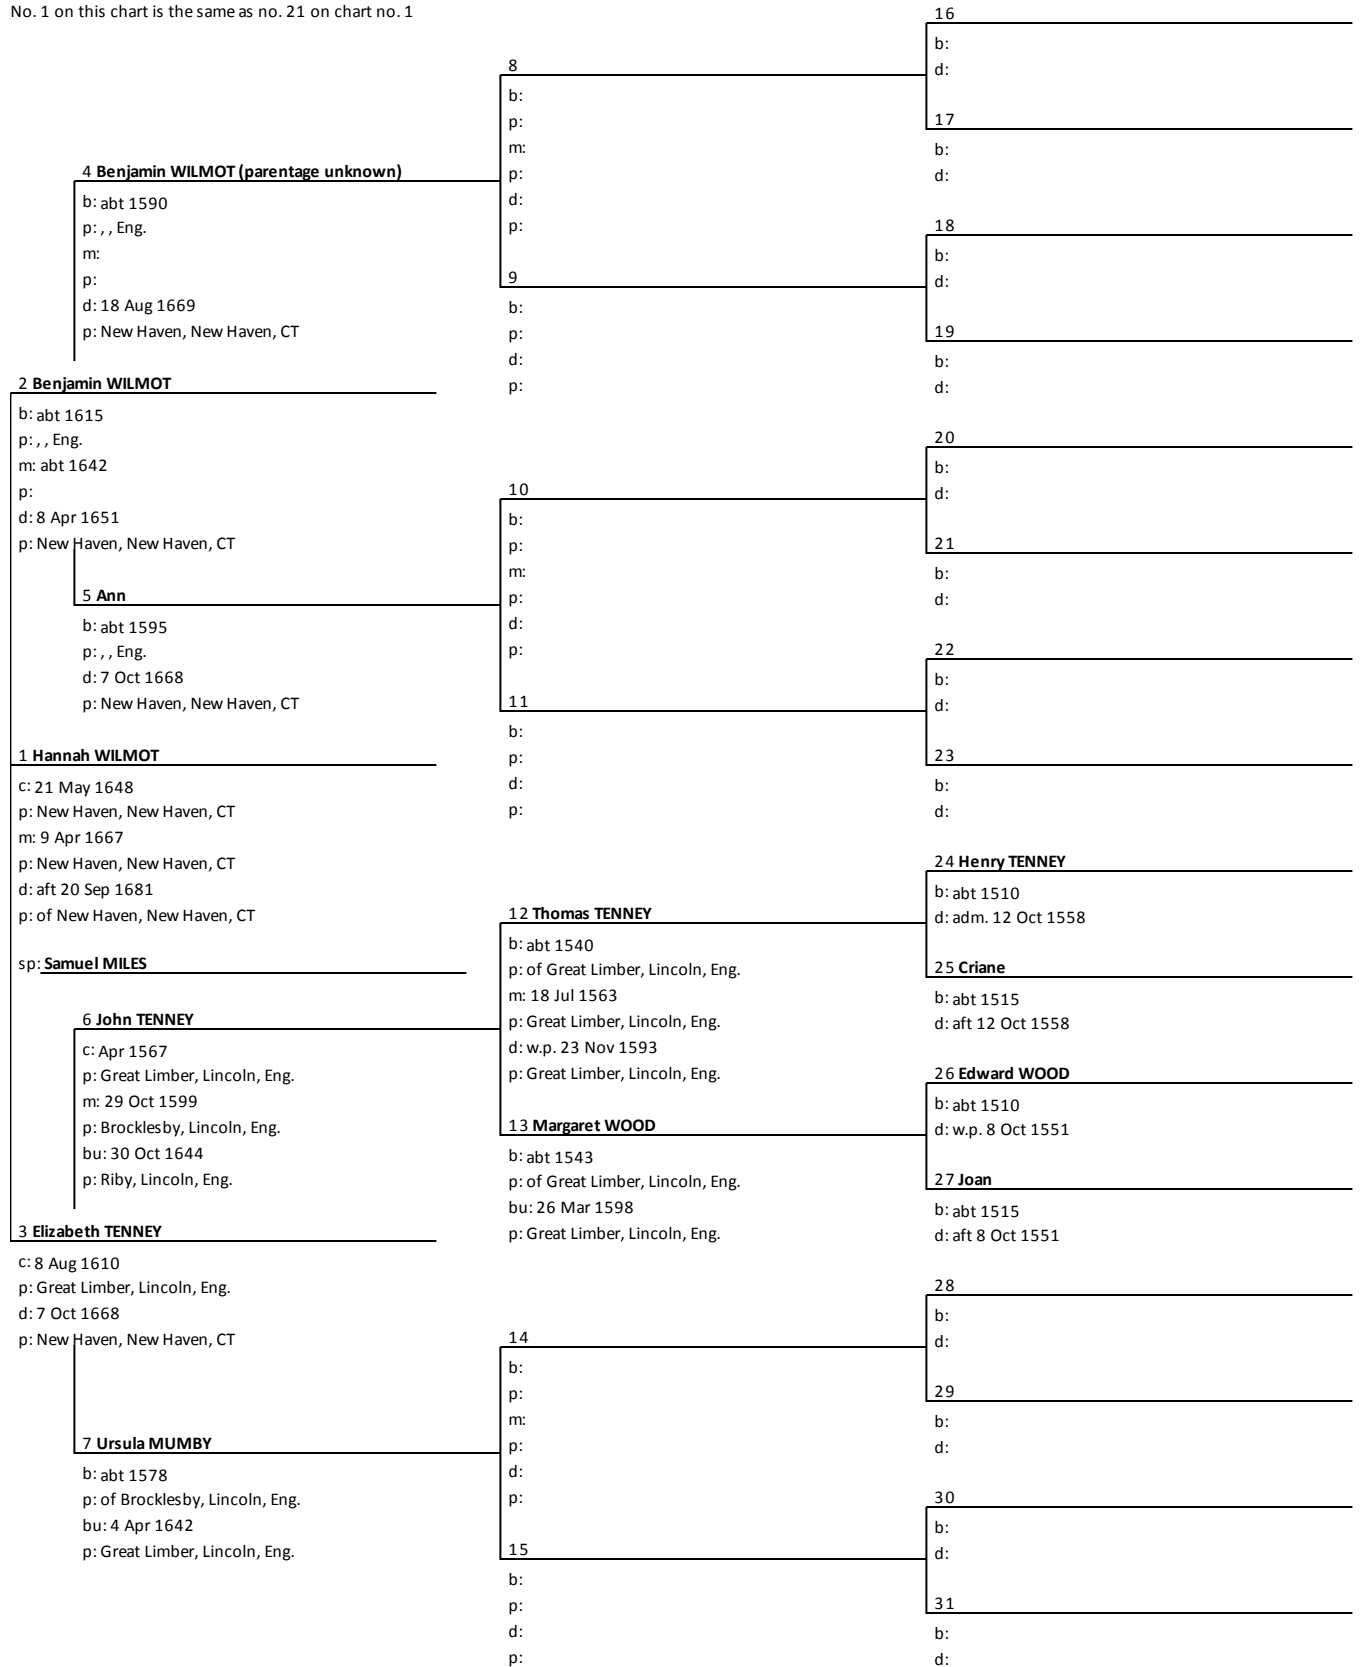 No. 1 on this chart is the same as no. 21 on chart no. 1
16
b:
d:
8
b:
p:
m:
p:
d:
p:
17
b:
d:
4 Benjamin WILMOT (parentage unknown)
b: abt 1590
p: , , Eng.
m:
p:
d: 18 Aug 1669
p: New Haven, New Haven, CT
18
b:
d:
9
b:
p:
d:
p:
19
b:
d:
2 Benjamin WILMOT
b: abt 1615
p: , , Eng.
m: abt 1642
p:
d: 8 Apr 1651
p: New Haven, New Haven, CT
20
b:
d:
10
b:
p:
m:
p:
d:
p:
21
b:
d:
5 Ann
b: abt 1595
p: , , Eng.
d: 7 Oct 1668
p: New Haven, New Haven, CT
22
b:
d:
11
b:
p:
d:
p:
23
b:
d:
1 Hannah WILMOT
c: 21 May 1648
p: New Haven, New Haven, CT
m: 9 Apr 1667
p: New Haven, New Haven, CT
d: aft 20 Sep 1681
p: of New Haven, New Haven, CT
sp: Samuel MILES
24 Henry TENNEY
b: abt 1510
d: adm. 12 Oct 1558
12 Thomas TENNEY
b: abt 1540
p: of Great Limber, Lincoln, Eng.
m: 18 Jul 1563
p: Great Limber, Lincoln, Eng.
d: w.p. 23 Nov 1593
p: Great Limber, Lincoln, Eng.
25 Criane
b: abt 1515
d: aft 12 Oct 1558
6 John TENNEY
c: Apr 1567
p: Great Limber, Lincoln, Eng.
m: 29 Oct 1599
p: Brocklesby, Lincoln, Eng.
bu: 30 Oct 1644
p: Riby, Lincoln, Eng.
26 Edward WOOD
b: abt 1510
d: w.p. 8 Oct 1551
13 Margaret WOOD
b: abt 1543
p: of Great Limber, Lincoln, Eng.
bu: 26 Mar 1598
p: Great Limber, Lincoln, Eng.
27 Joan
b: abt 1515
d: aft 8 Oct 1551
3 Elizabeth TENNEY
c: 8 Aug 1610
p: Great Limber, Lincoln, Eng.
d: 7 Oct 1668
p: New Haven, New Haven, CT
28
b:
d:
14
b:
p:
m:
p:
d:
p:
29
b:
d:
7 Ursula MUMBY
b: abt 1578
p: of Brocklesby, Lincoln, Eng.
bu: 4 Apr 1642
p: Great Limber, Lincoln, Eng.
30
b:
d:
15
b:
p:
d:
p:
31
b:
d: